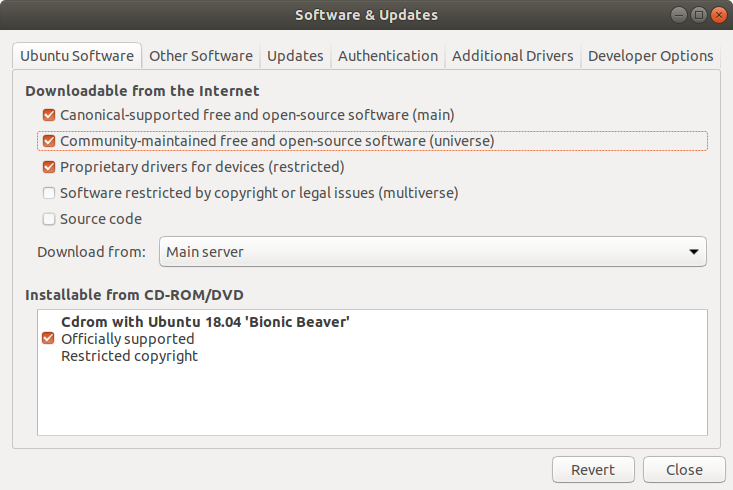 Software & Updates
Ubuntu Software Other Software Updates Authentication Additional Drivers Developer Options
Downloadable from the Internet
Canonical-supported free and open-source software (main)
Community-maintained free and open-source software (universe)
Proprietary drivers for devices (restricted)
Software restricted by copyright or legal issues (multiverse)
Source code
Download from: Main server
Installable from CD-ROM/DVD
Cdrom with Ubuntu 18.04 'Bionic Beaver'
Officially supported
Restricted copyright
Revert Close